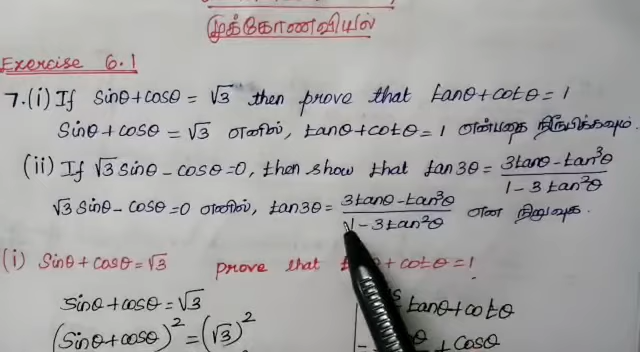 முக்கோணவியல்
Exercise 6.1
7.(i) If sinθ+cosθ = √3 then prove that tanθ+cotθ = 1
sinθ+cosθ = √3 எனில், tanθ+cotθ = 1 என்பதை நிரூபிக்கவும்.
(ii) If √3 sinθ - cosθ=0, then show that tan3θ = (3tanθ-tan³θ)/(1-3tan²θ)
√3 sinθ - cosθ=0 எனில், tan3θ = (3tanθ-tan³θ)/(1-3tan²θ) என நிறுவுக.
(i) sinθ+cosθ = √3 prove that θ+cotθ = 1
sinθ+cosθ = √3 tanθ+cotθ
(sinθ+cosθ)² = (√3)² + cosθ